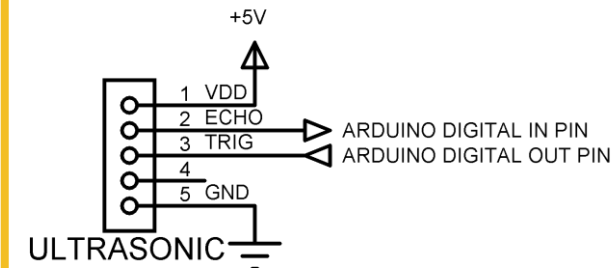 +5V
1 VDD
2 ECHO
ARDUINO DIGITAL IN PIN
3 TRIG
ARDUINO DIGITAL OUT PIN
4
5 GND
ULTRASONIC